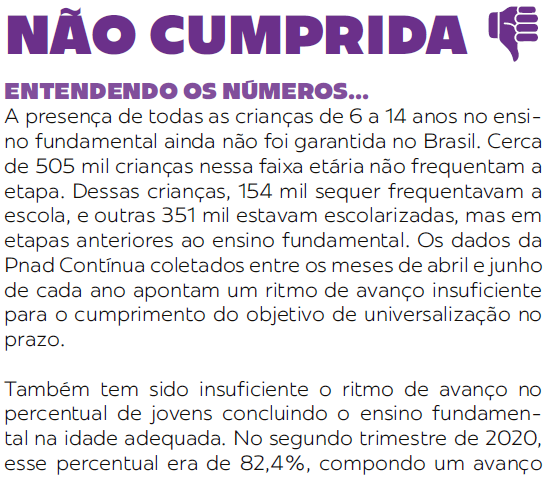 NÃO CUMPRIDA
ENTENDENDO OS NÚMEROS...
A presença de todas as crianças de 6 a 14 anos no ensi-
no fundamental ainda não foi garantida no Brasil. Cerca
de 505 mil crianças nessa faixa etária não frequentam a
etapa. Dessas crianças, 154 mil sequer frequentavam a
escola, e outras 351 mil estavam escolarizadas, mas em
etapas anteriores ao ensino fundamental. Os dados da
Pnad Contínua coletados entre os meses de abril e junho
de cada ano apontam um ritmo de avanço insuficiente
para o cumprimento do objetivo de universalização no
prazo.
Também tem sido insuficiente o ritmo de avanço no
percentual de jovens concluindo o ensino fundamen-
tal na idade adequada. No segundo trimestre de 2020,
esse percentual era de 82,4%, compondo um avanço